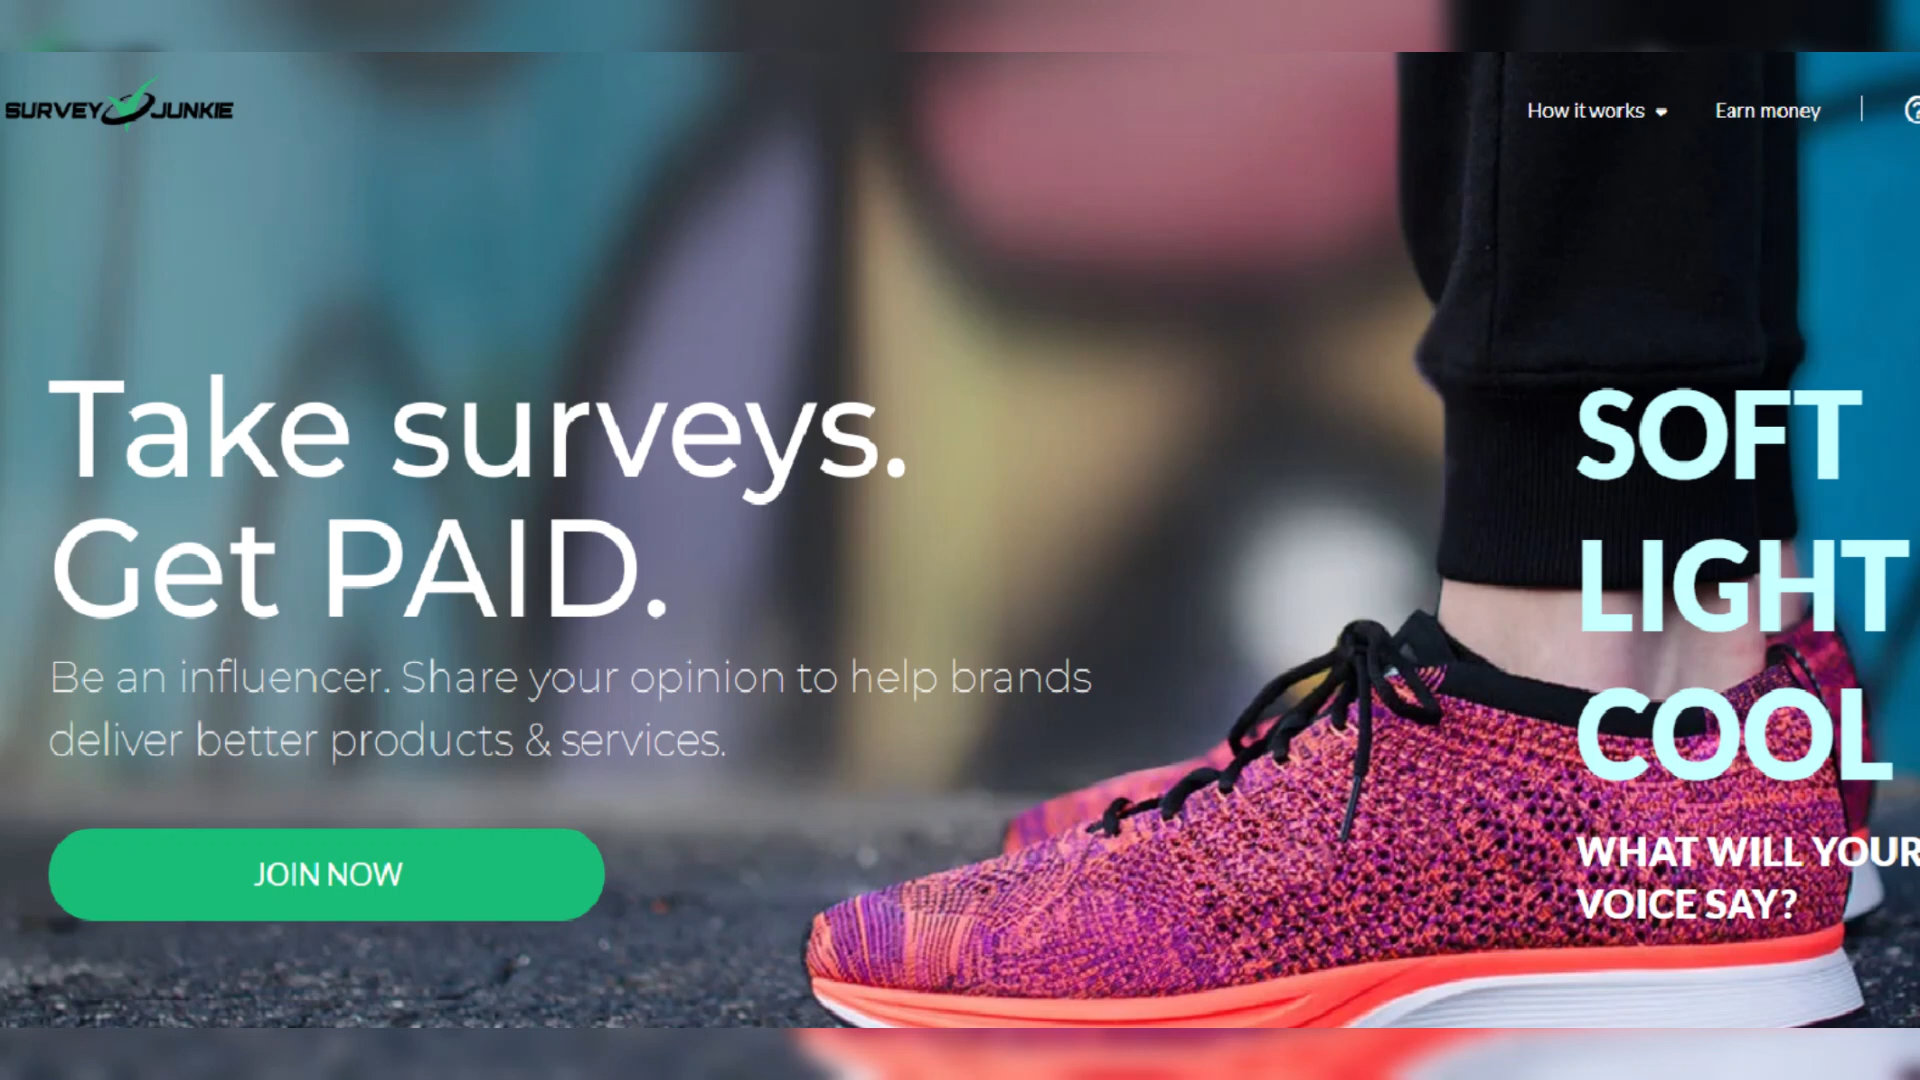 SURVEY JUNKIE
How it works
Earn money
Take surveys.
Get PAID.
Be an influencer. Share your opinion to help brands
deliver better products & services.
JOIN NOW
SOFT
LIGHT
COOL
WHAT WILL YOUR
VOICE SAY?